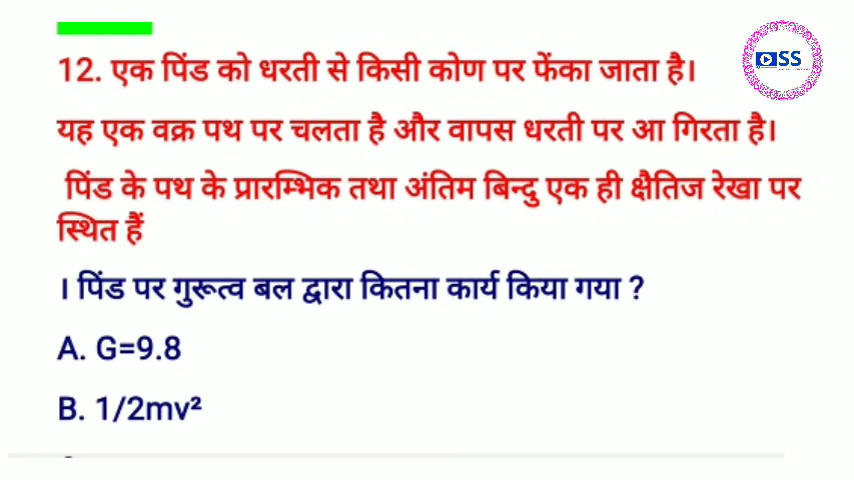 12. एक पिंड को धरती से किसी कोण पर फेंका जाता है।
SS
यह एक वक्र पथ पर चलता है और वापस धरती पर आ गिरता है।
पिंड के पथ के प्रारम्भिक तथा अंतिम बिन्दु एक ही क्षैतिज रेखा पर
स्थित हैं
। पिंड पर गुरूत्व बल द्वारा कितना कार्य किया गया ?
A. G=9.8
B. 1/2mv²